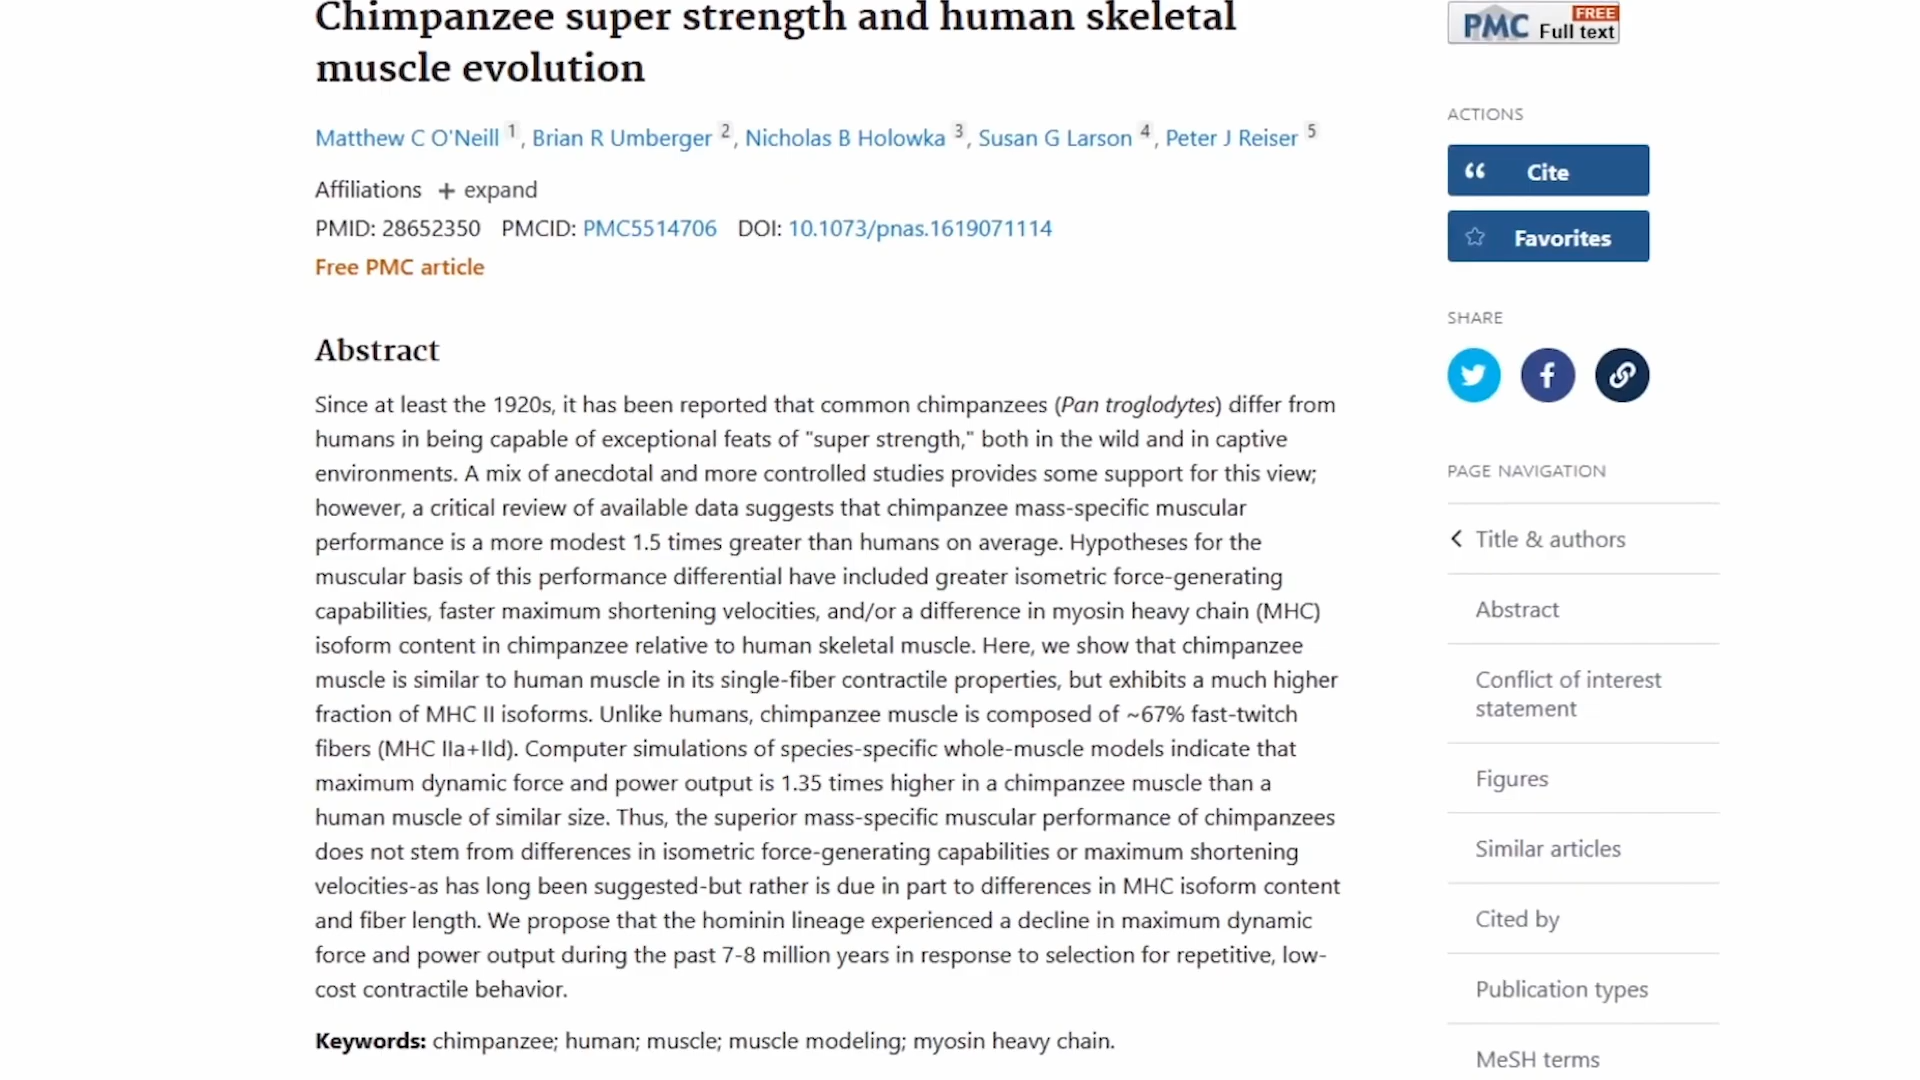 Chimpanzee super strength and human skeletal
muscle evolution
Matthew C O'Neill 1, Brian R Umberger 2, Nicholas B Holowka 3, Susan G Larson 4, Peter J Reiser 5
Affiliations + expand
PMID: 28652350 PMCID: PMC5514706 DOI: 10.1073/pnas.1619071114
Free PMC article
Abstract
Since at least the 1920s, it has been reported that common chimpanzees (Pan troglodytes) differ from
humans in being capable of exceptional feats of "super strength," both in the wild and in captive
environments. A mix of anecdotal and more controlled studies provides some support for this view;
however, a critical review of available data suggests that chimpanzee mass-specific muscular
performance is a more modest 1.5 times greater than humans on average. Hypotheses for the
muscular basis of this performance differential have included greater isometric force-generating
capabilities, faster maximum shortening velocities, and/or a difference in myosin heavy chain (MHC)
isoform content in chimpanzee relative to human skeletal muscle. Here, we show that chimpanzee
muscle is similar to human muscle in its single-fiber contractile properties, but exhibits a much higher
fraction of MHC II isoforms. Unlike humans, chimpanzee muscle is composed of ~67% fast-twitch
fibers (MHC IIa+IId). Computer simulations of species-specific whole-muscle models indicate that
maximum dynamic force and power output is 1.35 times higher in a chimpanzee muscle than a
human muscle of similar size. Thus, the superior mass-specific muscular performance of chimpanzees
does not stem from differences in isometric force-generating capabilities or maximum shortening
velocities-as has long been suggested-but rather is due in part to differences in MHC isoform content
and fiber length. We propose that the hominin lineage experienced a decline in maximum dynamic
force and power output during the past 7-8 million years in response to selection for repetitive, low-
cost contractile behavior.
Keywords: chimpanzee; human; muscle; muscle modeling; myosin heavy chain.
PMC FREE Full text
ACTIONS
Cite
Favorites
SHARE
PAGE NAVIGATION
Title & authors
Abstract
Conflict of interest
statement
Figures
Similar articles
Cited by
Publication types
MeSH terms